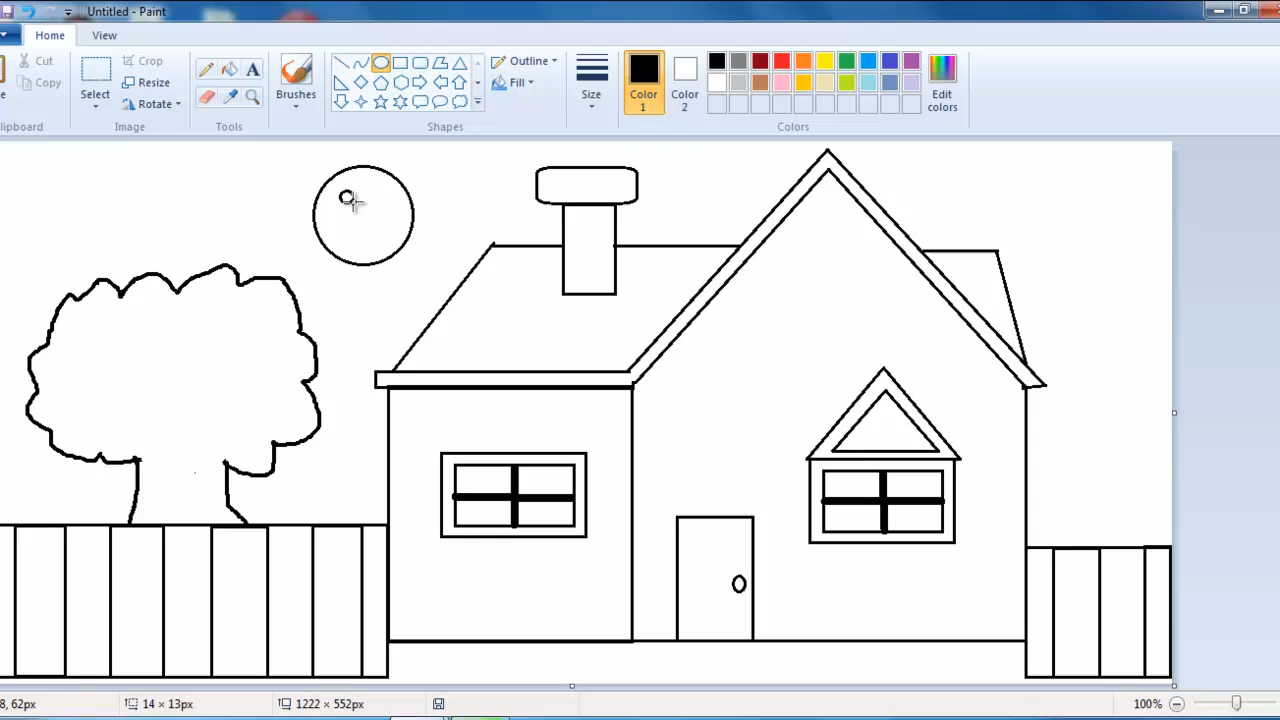 Untitled - Paint
Home View
Cut
Copy
lipboard
Select
Crop
Resize
Rotate
Image
A
Tools
Brushes
Outline
Fill
Shapes
Size
Color 1
Color 2
Edit colors
Colors
8, 62px
14 × 13px
1222 × 552px
100%